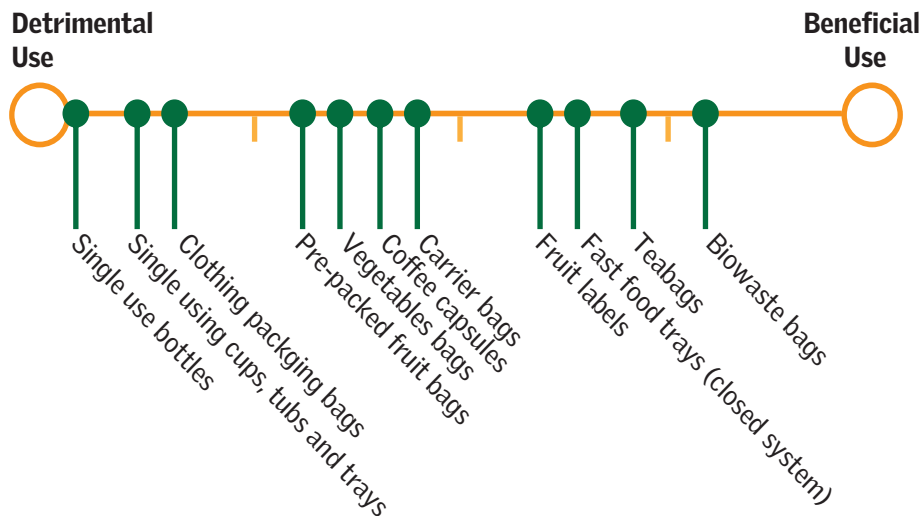 Detrimental
Use
Beneficial
Use
Single use bottles
Single using cups, tubs and trays
Clothing packging bags
Pre-packed fruit bags
Vegetables bags
Coffee capsules
Carrier bags
Fruit labels
Fast food trays (closed system)
Teabags
Biowaste bags